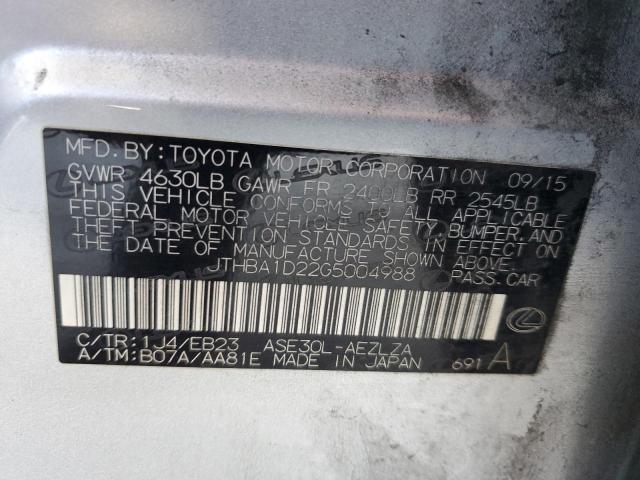 MFD. BY: TOYOTA MOTOR CORPORATION 09/15
GVWR 4630LB GAWR FR 2400LB RR 2545LB
THIS VEHICLE CONFORMS TO ALL APPLICABLE
FEDERAL MOTOR VEHICLE SAFETY, BUMPER, AND
THEFT PREVENTION STANDARDS IN EFFECT ON
THE DATE OF MANUFACTURE SHOWN ABOVE.
JTHBA1D22G5004988 PASS.CAR
C/TR: 1J4/EB23 ASE30L-AEZLZA
A/TM: B07A/AA81E MADE IN JAPAN 691 A